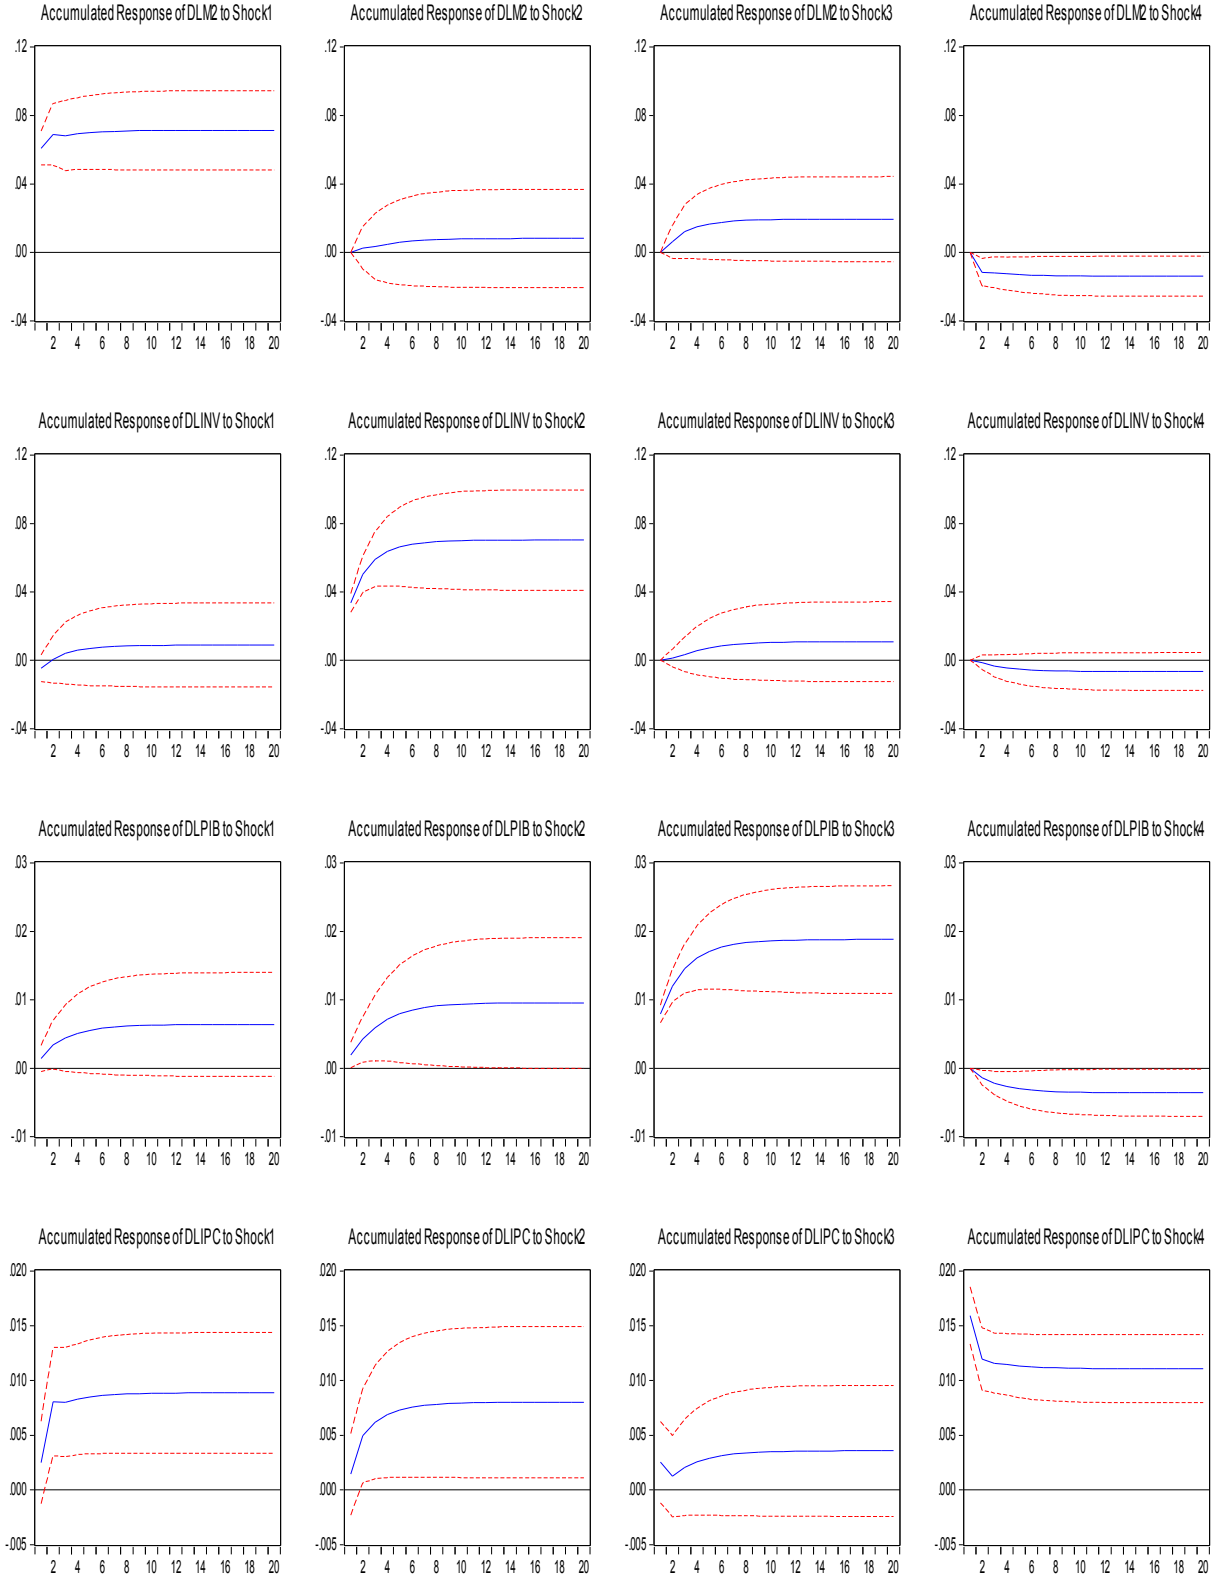 Accumulated Response of DLM2 to Shock1 Accumulated Response of DLM2 to Shock2 Accumulated Response of DLM2 to Shock3 Accumulated Response of DLM2 to Shock4
.12 .12 .12 .12
.08 .08 .08 .08
.04 .04 .04 .04
.00 .00 .00 .00
-.04 -.04 -.04 -.04
2 4 6 8 10 12 14 16 18 20 2 4 6 8 10 12 14 16 18 20 2 4 6 8 10 12 14 16 18 20 2 4 6 8 10 12 14 16 18 20
Accumulated Response of DLINV to Shock1 Accumulated Response of DLINV to Shock2 Accumulated Response of DLINV to Shock3 Accumulated Response of DLINV to Shock4
.12 .12 .12 .12
.08 .08 .08 .08
.04 .04 .04 .04
.00 .00 .00 .00
-.04 -.04 -.04 -.04
2 4 6 8 10 12 14 16 18 20 2 4 6 8 10 12 14 16 18 20 2 4 6 8 10 12 14 16 18 20 2 4 6 8 10 12 14 16 18 20
Accumulated Response of DLPIB to Shock1 Accumulated Response of DLPIB to Shock2 Accumulated Response of DLPIB to Shock3 Accumulated Response of DLPIB to Shock4
.03 .03 .03 .03
.02 .02 .02 .02
.01 .01 .01 .01
.00 .00 .00 .00
-.01 -.01 -.01 -.01
2 4 6 8 10 12 14 16 18 20 2 4 6 8 10 12 14 16 18 20 2 4 6 8 10 12 14 16 18 20 2 4 6 8 10 12 14 16 18 20
Accumulated Response of DLIPC to Shock1 Accumulated Response of DLIPC to Shock2 Accumulated Response of DLIPC to Shock3 Accumulated Response of DLIPC to Shock4
.020 .020 .020 .020
.015 .015 .015 .015
.010 .010 .010 .010
.005 .005 .005 .005
.000 .000 .000 .000
-.005 -.005 -.005 -.005
2 4 6 8 10 12 14 16 18 20 2 4 6 8 10 12 14 16 18 20 2 4 6 8 10 12 14 16 18 20 2 4 6 8 10 12 14 16 18 20